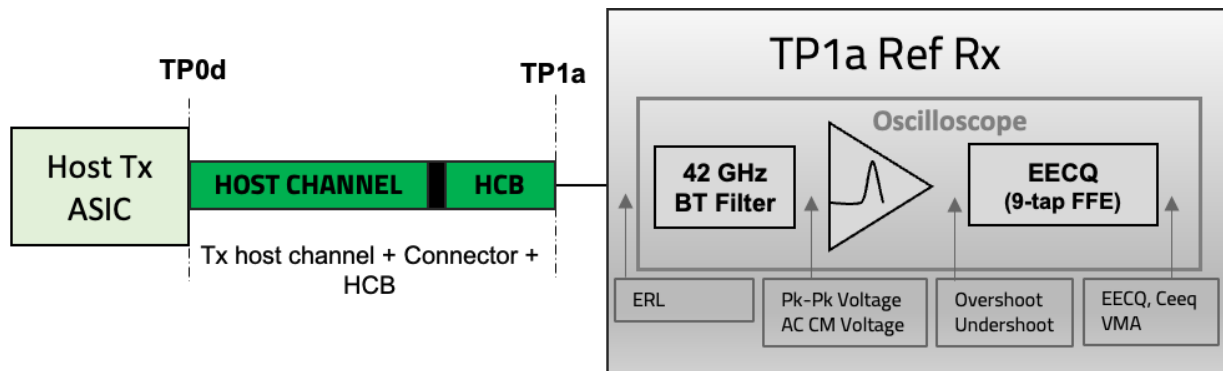 TP0d
TP1a
Host Tx
ASIC
HOST CHANNEL
HCB
Tx host channel + Connector +
HCB
TP1a Ref Rx
Oscilloscope
42 GHz
BT Filter
EECQ
(9-tap FFE)
ERL
Pk-Pk Voltage
AC CM Voltage
Overshoot
Undershoot
EECQ, Ceeq
VMA